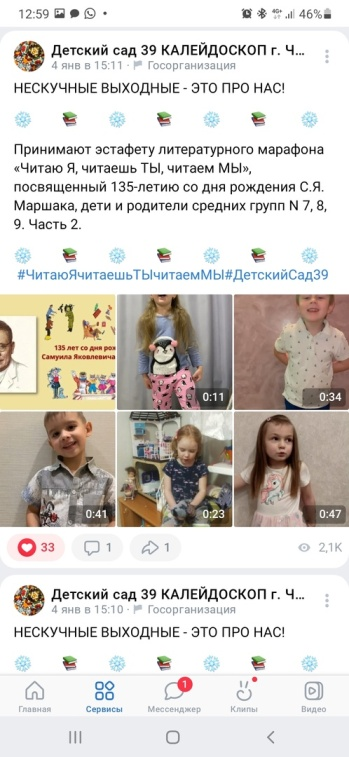 12:59
46%
Детский сад 39 КАЛЕЙДОСКОП г. Ч...
4 янв в 15:11 · Госорганизация
НЕСКУЧНЫЕ ВЫХОДНЫЕ - ЭТО ПРО НАС!
Принимают эстафету литературного марафона
«Читаю Я, читаешь ТЫ, читаем МЫ»,
посвященный 135-летию со дня рождения С.Я.
Маршака, дети и родители средних групп N 7, 8,
9. Часть 2.
#ЧитаюЯчитаешьТЫчитаемМЫ#ДетскийСад39
135 лет со дня рож
Самуила Яковлевич
0:11
0:34
0:41
0:23
0:47
33
1
1
2,1K
Детский сад 39 КАЛЕЙДОСКОП г. Ч...
4 янв в 15:10 · Госорганизация
НЕСКУЧНЫЕ ВЫХОДНЫЕ - ЭТО ПРО НАС!
1
Главная
Сервисы
Мессенджер
Клипы
Видео